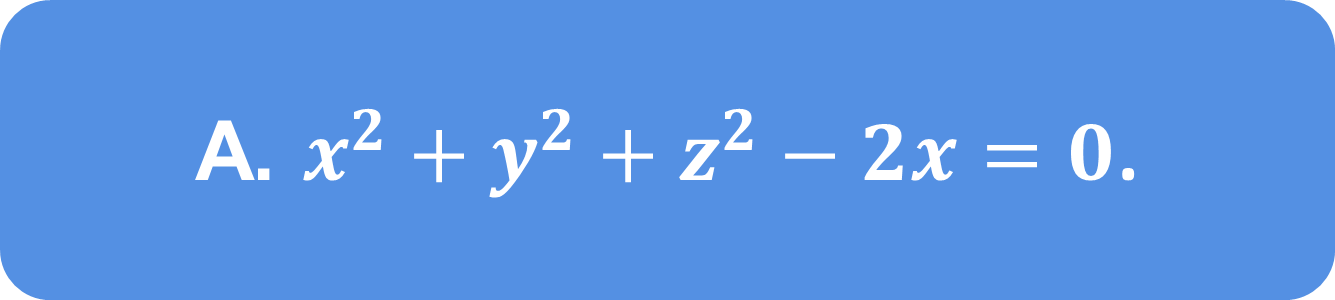 A. x² + y² + z² − 2x = 0.